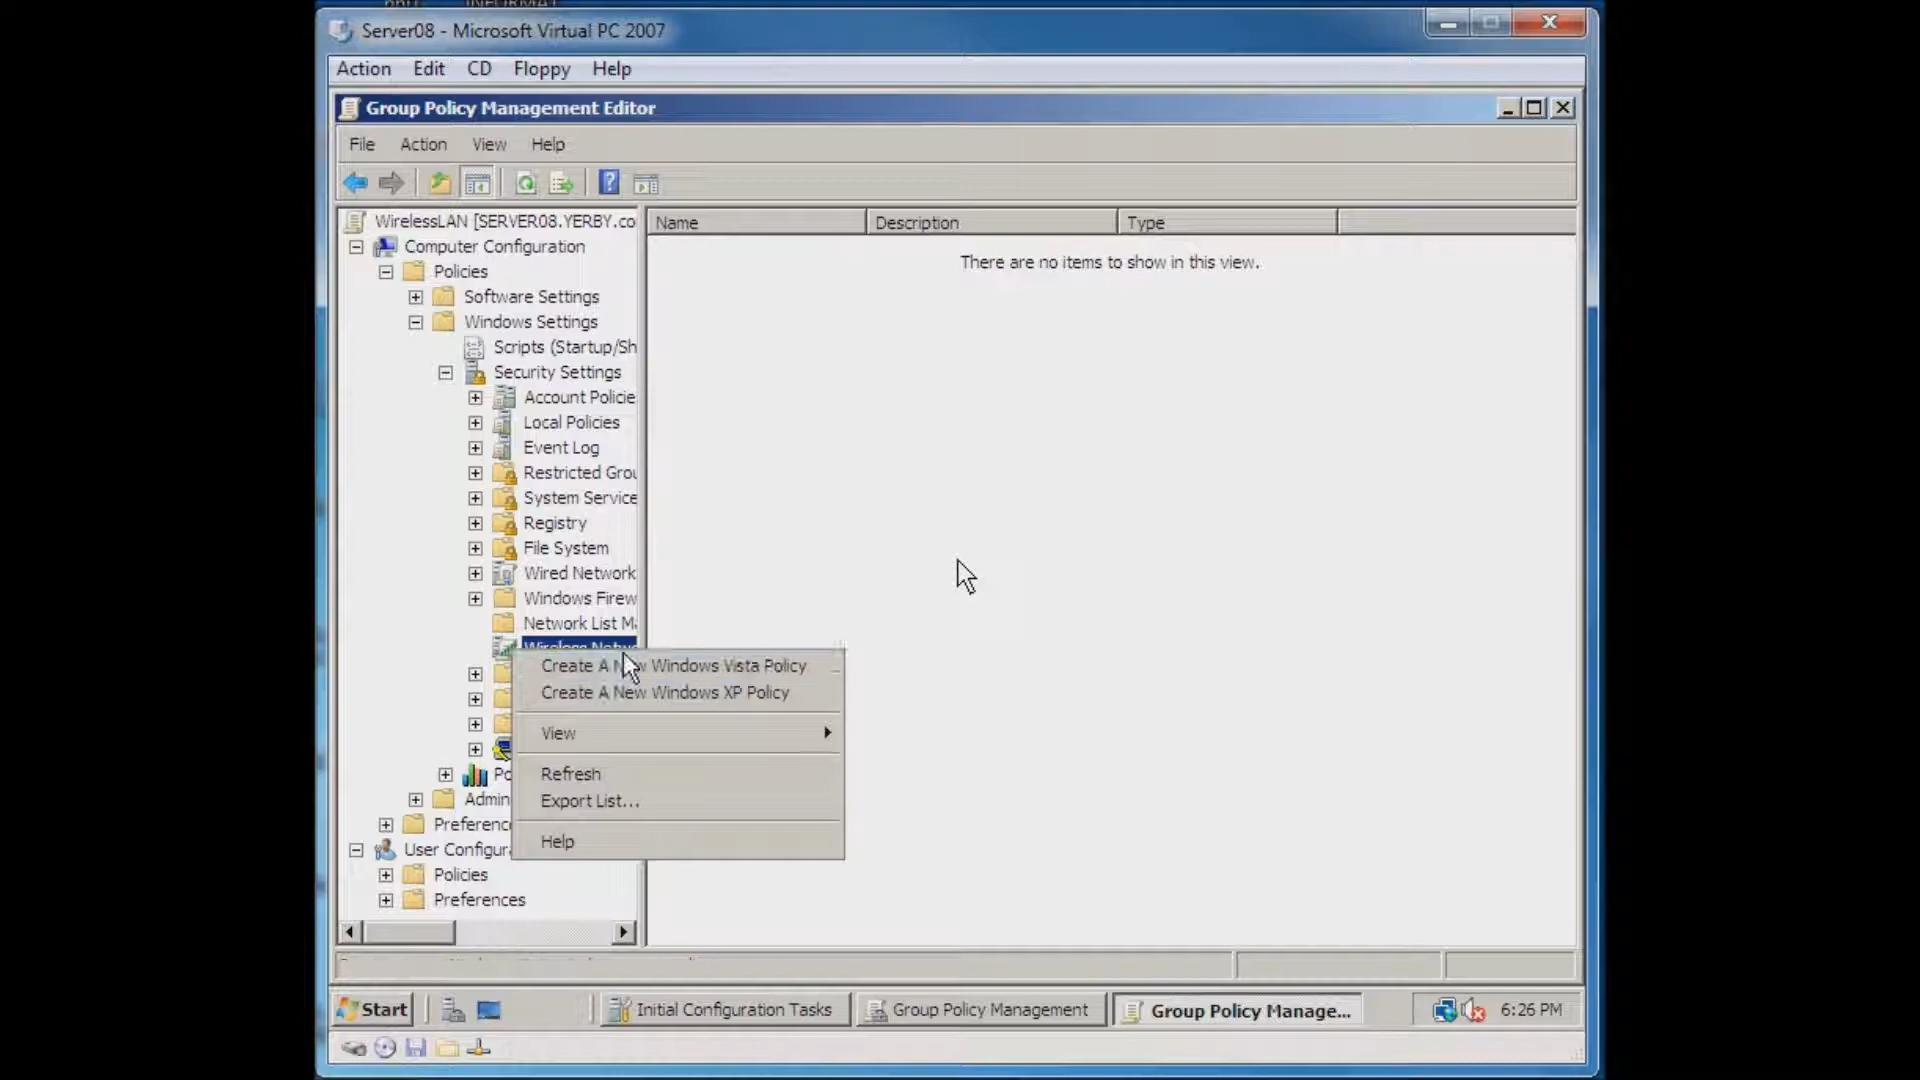 Server08 - Microsoft Virtual PC 2007
Action Edit CD Floppy Help
Group Policy Management Editor
File Action View Help
WirelessLAN [SERVER08.YERBY.co
Name Description Type
Computer Configuration
There are no items to show in this view.
Policies
Software Settings
Windows Settings
Scripts (Startup/Sh
Security Settings
Account Policie
Local Policies
Event Log
Restricted Grou
System Service
Registry
File System
Wired Network
Windows Firew
Network List Ma
Wireless Netwo
Create A New Windows Vista Policy
Create A New Windows XP Policy
View
Refresh
Export List...
Help
Po
Admin
Preferenc
User Configur
Policies
Preferences
Start Initial Configuration Tasks Group Policy Management Group Policy Manage... 6:26 PM